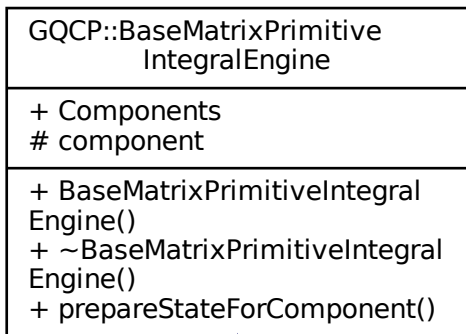 GQCP::BaseMatrixPrimitive
IntegralEngine
+ Components
# component
+ BaseMatrixPrimitiveIntegral
Engine()
+ ~BaseMatrixPrimitiveIntegral
Engine()
+ prepareStateForComponent()